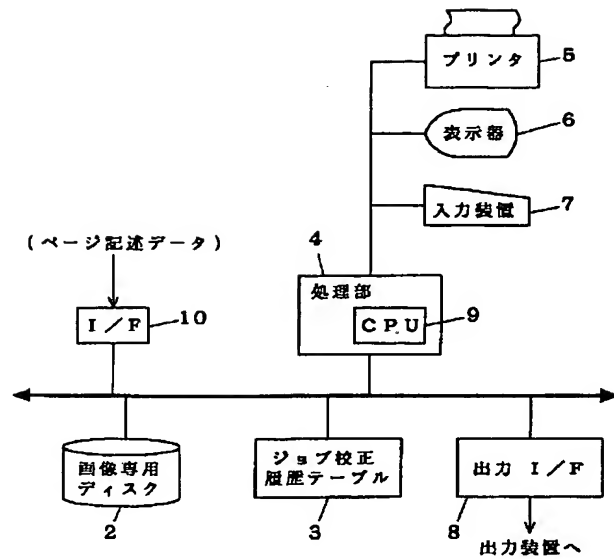 プリンタ
5
表示器
6
入力装置
7
(ページ記述データ)
4
処理部
CPU
9
I/F
10
画像専用
ディスク
2
ジョブ校正
履歴テーブル
3
出力 I/F
8
出力装置へ